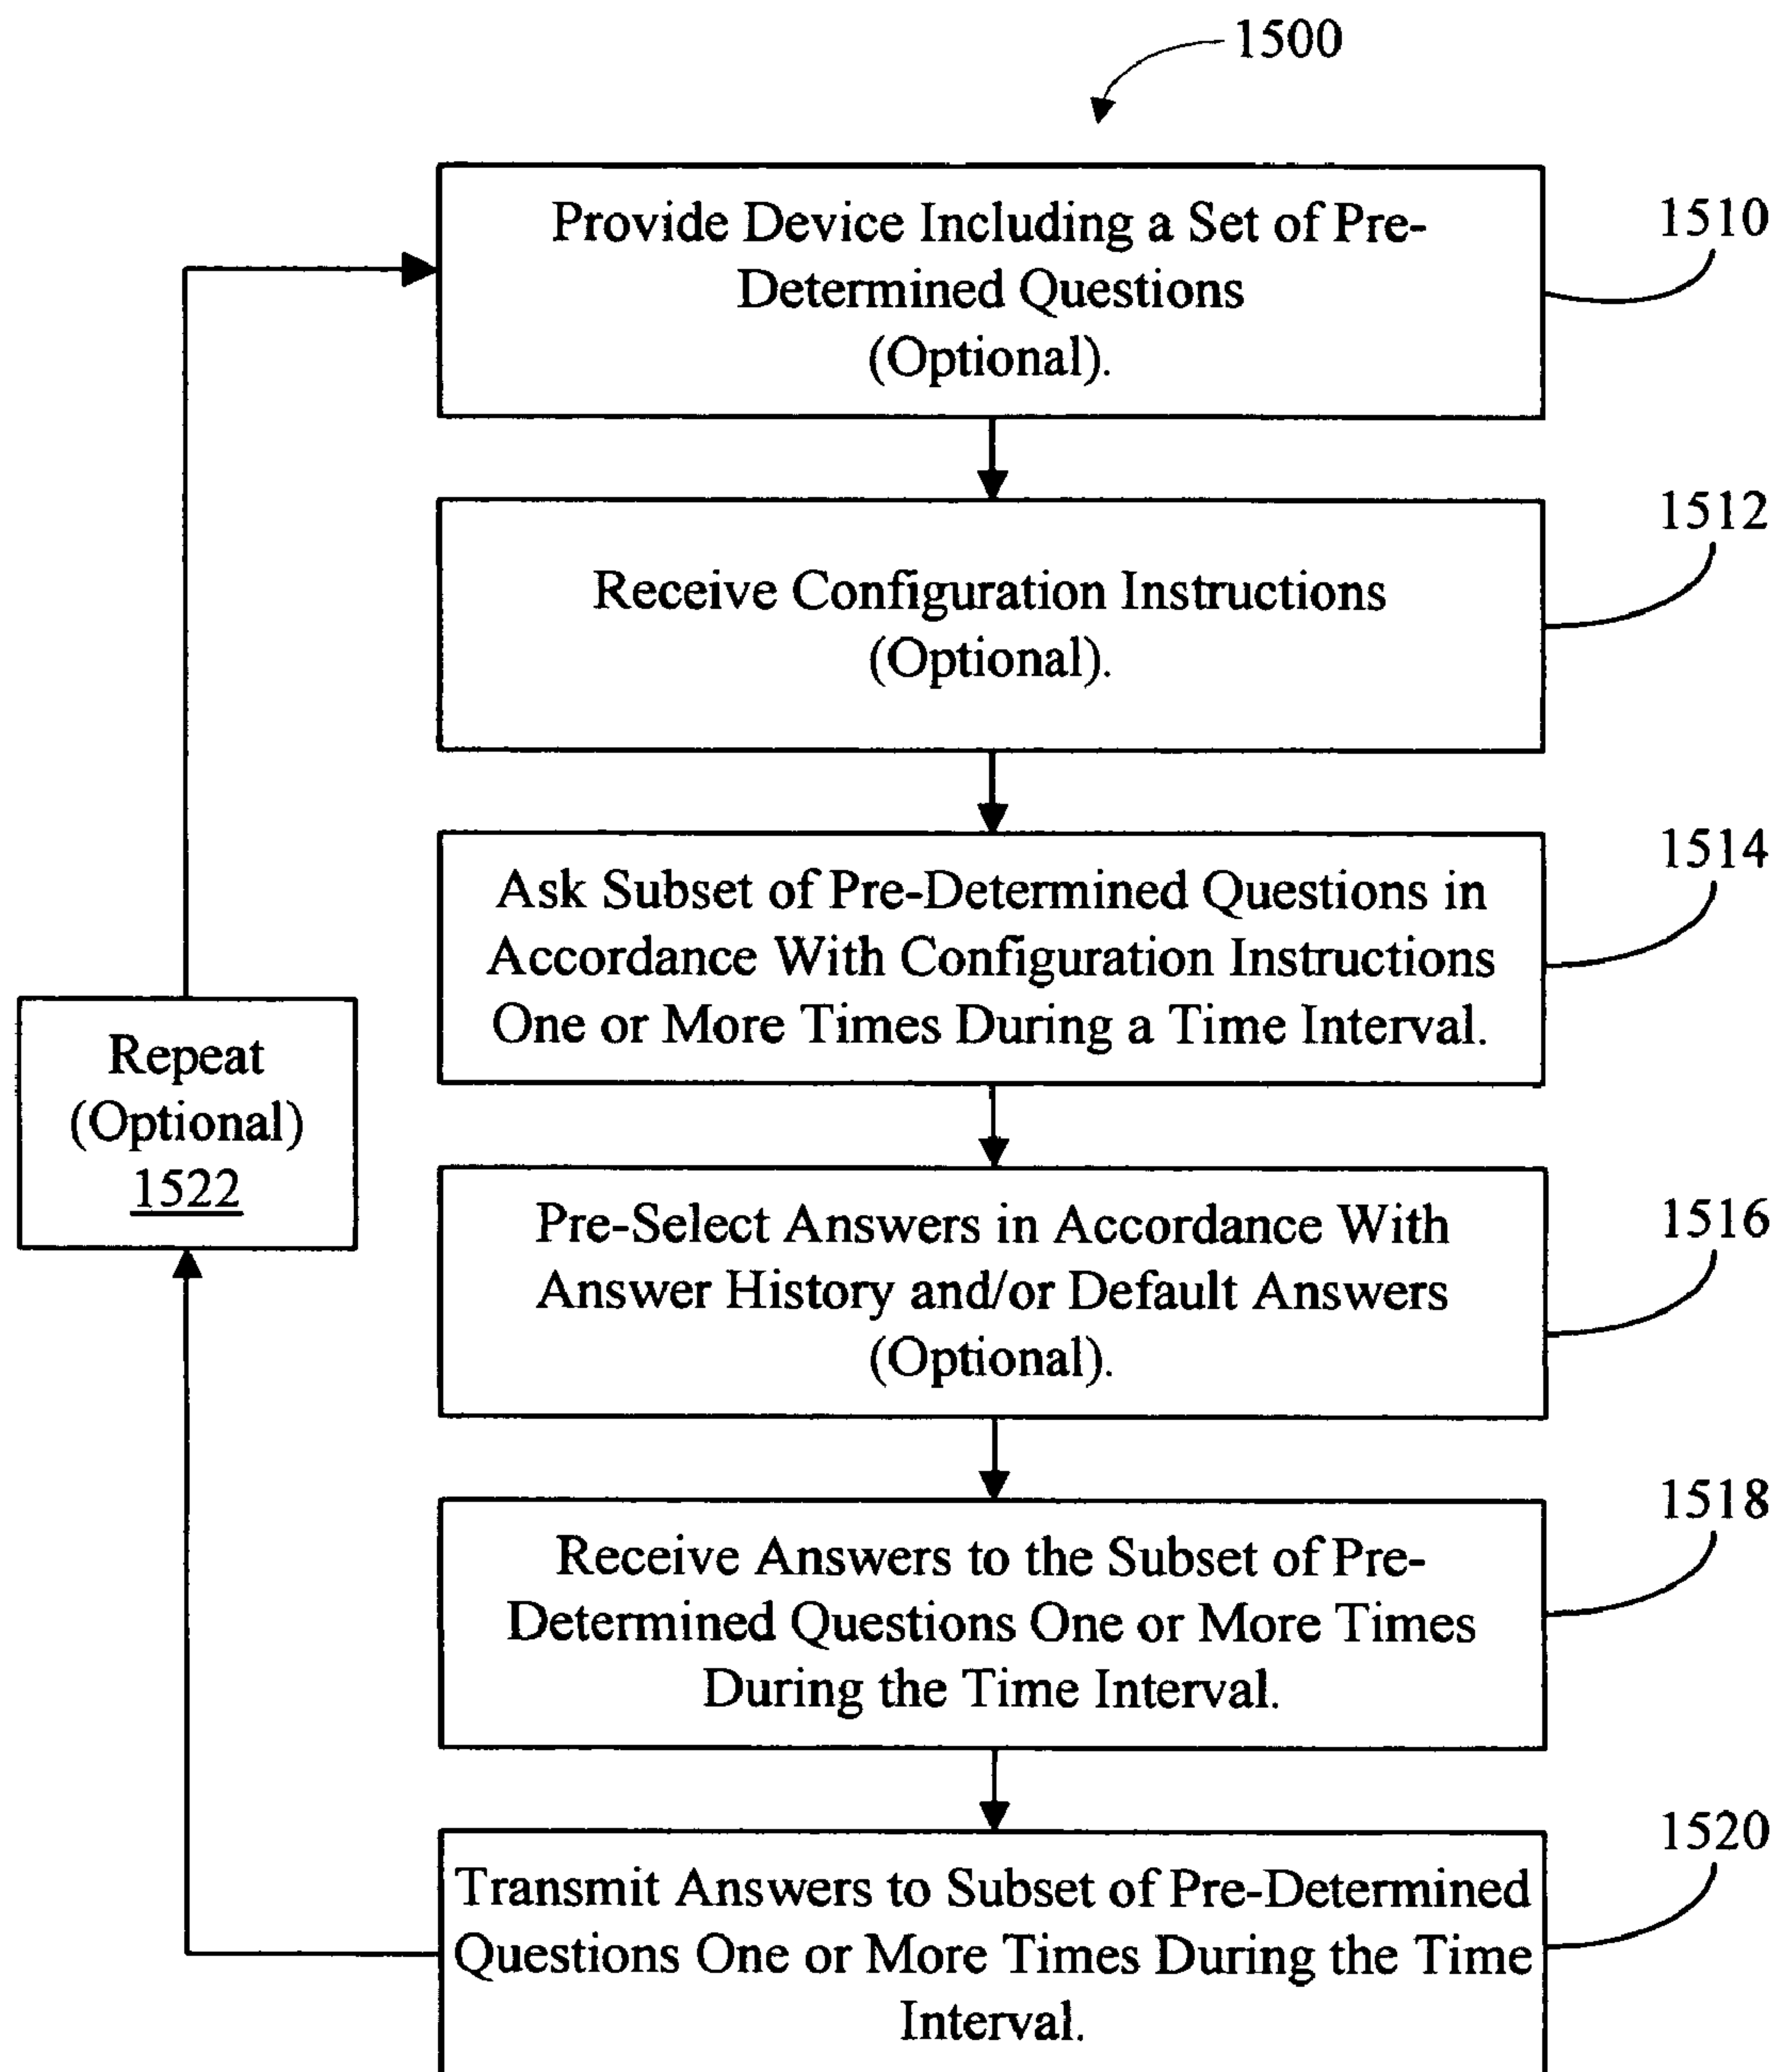 1500
Provide Device Including a Set of Pre-
Determined Questions
(Optional).
1510
Receive Configuration Instructions
(Optional).
1512
Ask Subset of Pre-Determined Questions in
Accordance With Configuration Instructions
One or More Times During a Time Interval.
1514
Repeat
(Optional)
1522
Pre-Select Answers in Accordance With
Answer History and/or Default Answers
(Optional).
1516
Receive Answers to the Subset of Pre-
Determined Questions One or More Times
During the Time Interval.
1518
Transmit Answers to Subset of Pre-Determined
Questions One or More Times During the Time
Interval.
1520